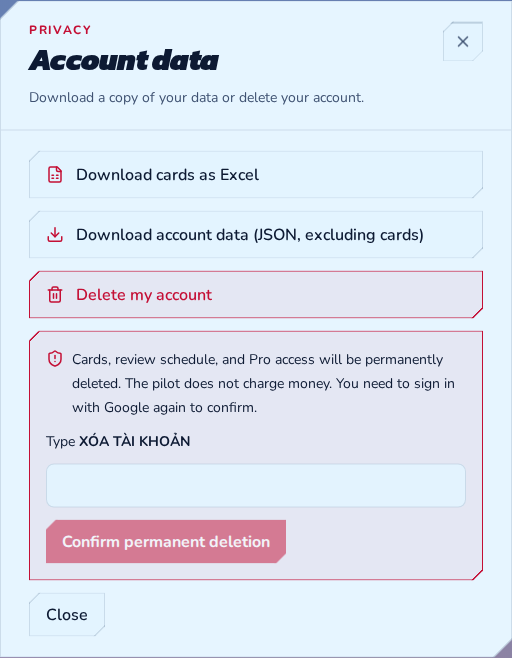 PRIVACY
Account data
Download a copy of your data or delete your account.
Download cards as Excel
Download account data (JSON, excluding cards)
Delete my account
Cards, review schedule, and Pro access will be permanently
deleted. The pilot does not charge money. You need to sign in
with Google again to confirm.
Type XÓA TÀI KHOẢN
Confirm permanent deletion
Close